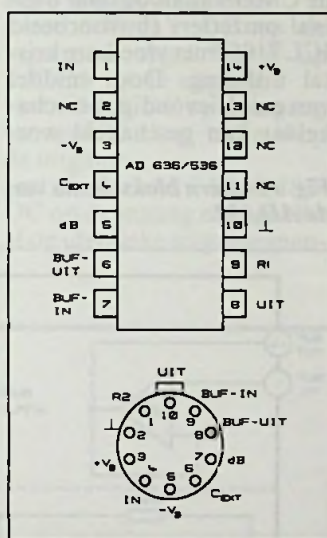 IN 1 14 +Vs
NC 2 13 NC
-Vs 3 12 NC
AD 636/536
CEXT 4 11 NC
dB 5 10 ⊥
BUF-UIT 6 9 R1
BUF-IN 7 8 UIT
UIT
R2 1 10 9 BUF-IN
⊥ 2 8 BUF-UIT
+Vs 3 7 dB
IN 4 5 6 CEXT
-Vs